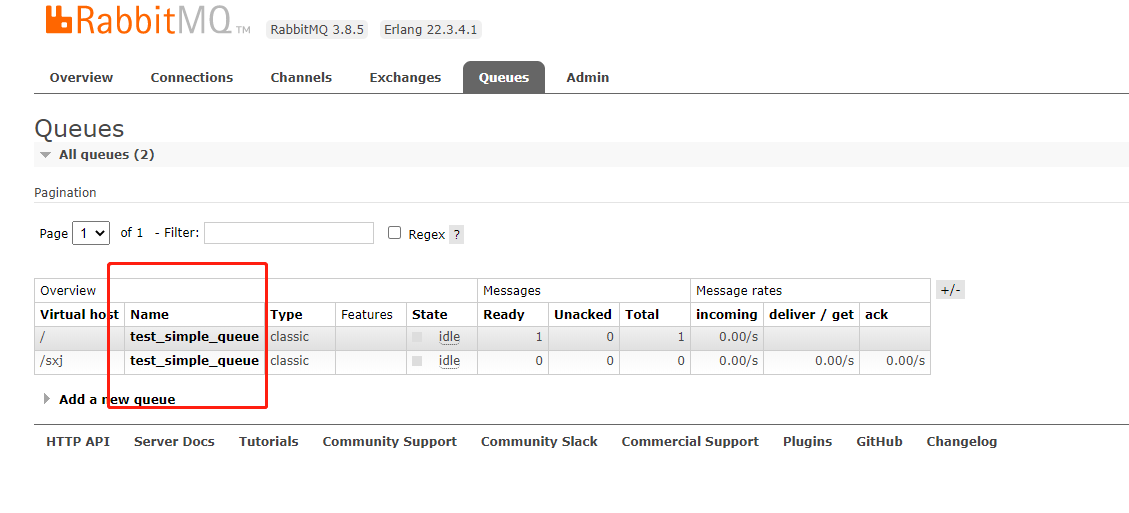 RabbitMQ TM RabbitMQ 3.8.5 Erlang 22.3.4.1
Overview Connections Channels Exchanges Queues Admin
Queues
All queues (2)
Pagination
Page 1 of 1 - Filter: Regex ?
Overview Messages Message rates +/-
Virtual host Name Type Features State Ready Unacked Total incoming deliver / get ack
/ test_simple_queue classic idle 1 0 1 0.00/s
/sxj test_simple_queue classic idle 0 0 0 0.00/s 0.00/s 0.00/s
Add a new queue
HTTP API Server Docs Tutorials Community Support Community Slack Commercial Support Plugins GitHub Changelog